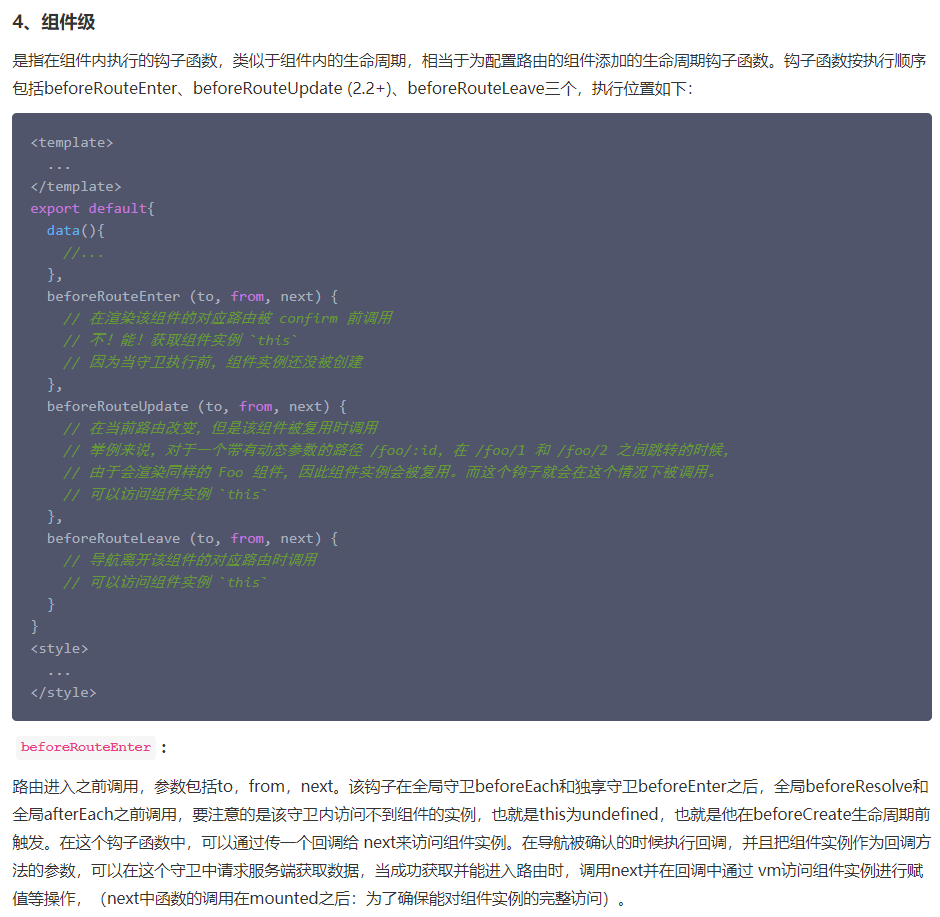 4、组件级
是指在组件内执行的钩子函数，类似于组件内的生命周期，相当于为配置路由的组件添加的生命周期钩子函数。钩子函数按执行顺序
包括beforeRouteEnter、beforeRouteUpdate (2.2+)、beforeRouteLeave三个，执行位置如下：
<template>
  ...
</template>
export default{
  data(){
    //...
  },
  beforeRouteEnter (to, from, next) {
    // 在渲染该组件的对应路由被 confirm 前调用
    // 不！能！获取组件实例 `this`
    // 因为当守卫执行前，组件实例还没被创建
  },
  beforeRouteUpdate (to, from, next) {
    // 在当前路由改变，但是该组件被复用时调用
    // 举例来说，对于一个带有动态参数的路径 /foo/:id，在 /foo/1 和 /foo/2 之间跳转的时候，
    // 由于会渲染同样的 Foo 组件，因此组件实例会被复用。而这个钩子就会在这个情况下被调用。
    // 可以访问组件实例 `this`
  },
  beforeRouteLeave (to, from, next) {
    // 导航离开该组件的对应路由时调用
    // 可以访问组件实例 `this`
  }
}
<style>
  ...
</style>
beforeRouteEnter：
路由进入之前调用，参数包括to，from，next。该钩子在全局守卫beforeEach和独享守卫beforeEnter之后，全局beforeResolve和
全局afterEach之前调用，要注意的是该守卫内访问不到组件的实例，也就是this为undefined，也就是他在beforeCreate生命周期前
触发。在这个钩子函数中，可以通过传一个回调给 next来访问组件实例。在导航被确认的时候执行回调，并且把组件实例作为回调方
法的参数，可以在这个守卫中请求服务端获取数据，当成功获取并能进入路由时，调用next并在回调中通过 vm访问组件实例进行赋
值等操作，（next中函数的调用在mounted之后：为了确保能对组件实例的完整访问）。